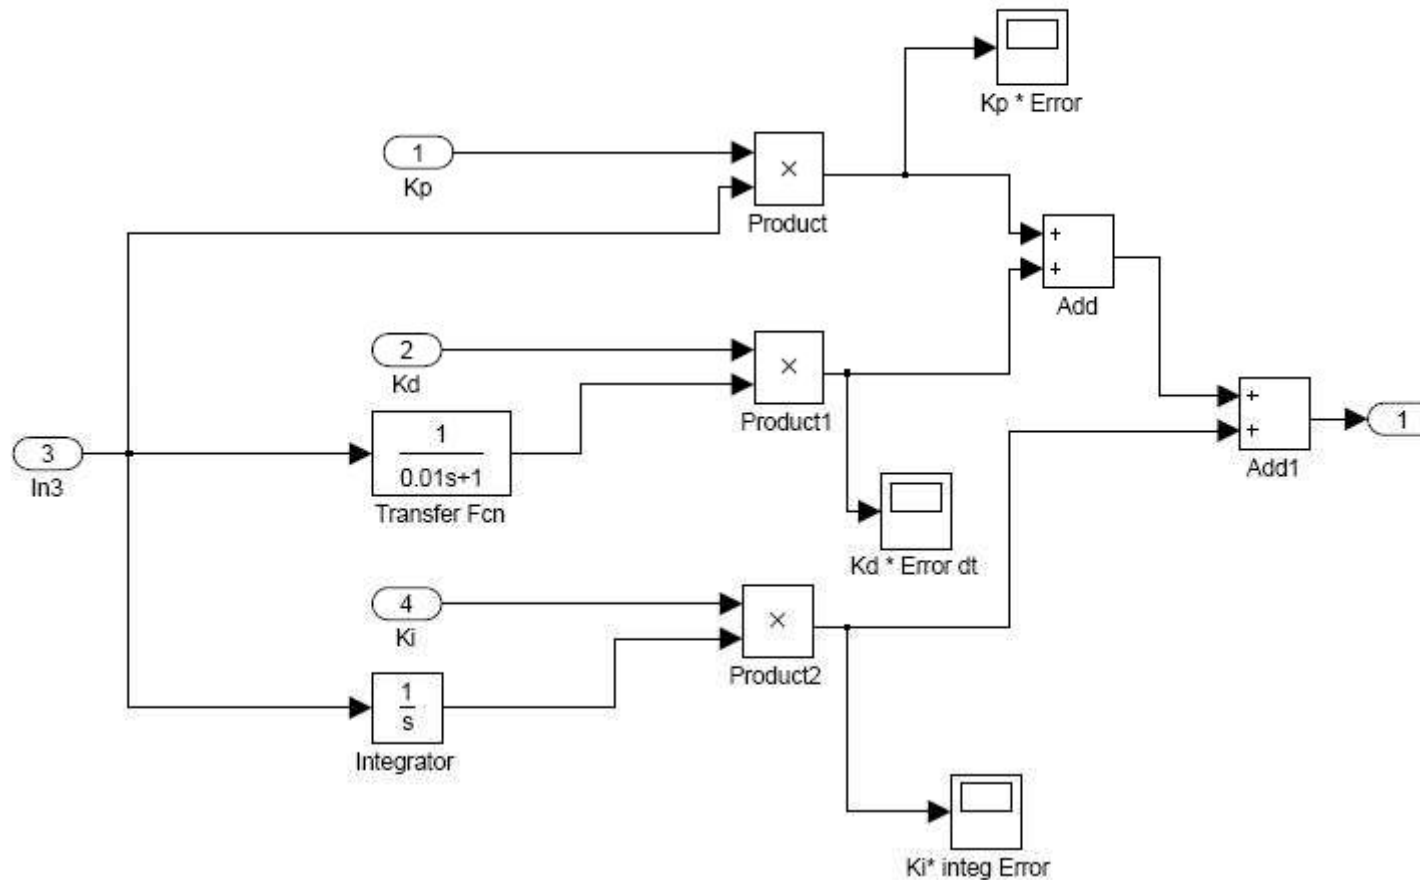 Kp * Error
1
Kp
×
Product
+
+
Add
2
Kd
×
Product1
3
In3
1
0.01s+1
Transfer Fcn
+
+
Add1
1
Kd * Error dt
4
Ki
×
Product2
1
s
Integrator
Ki* integ Error